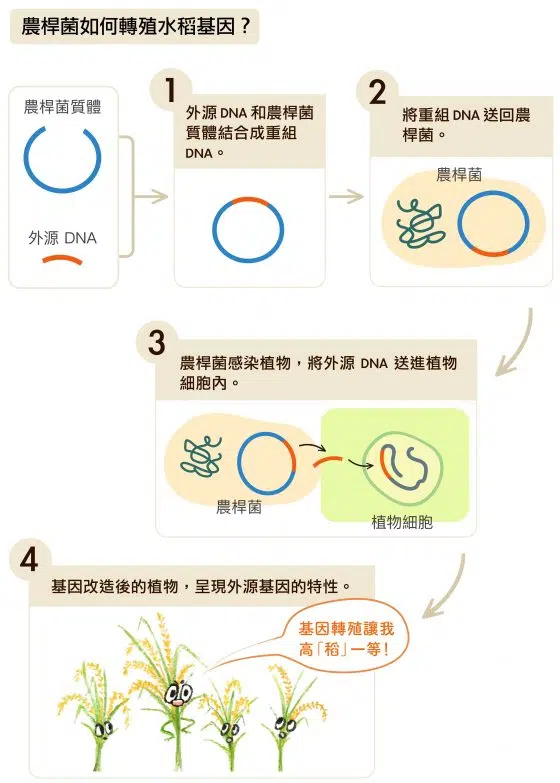 農桿菌如何轉殖水稻基因？
農桿菌質體
外源 DNA
1
外源 DNA 和農桿菌
質體結合成重組
DNA。
2
將重組 DNA 送回農
桿菌。
農桿菌
3
農桿菌感染植物，將外源 DNA 送進植物
細胞內。
農桿菌
植物細胞
4
基因改造後的植物，呈現外源基因的特性。
基因轉殖讓我
高「稻」一等！